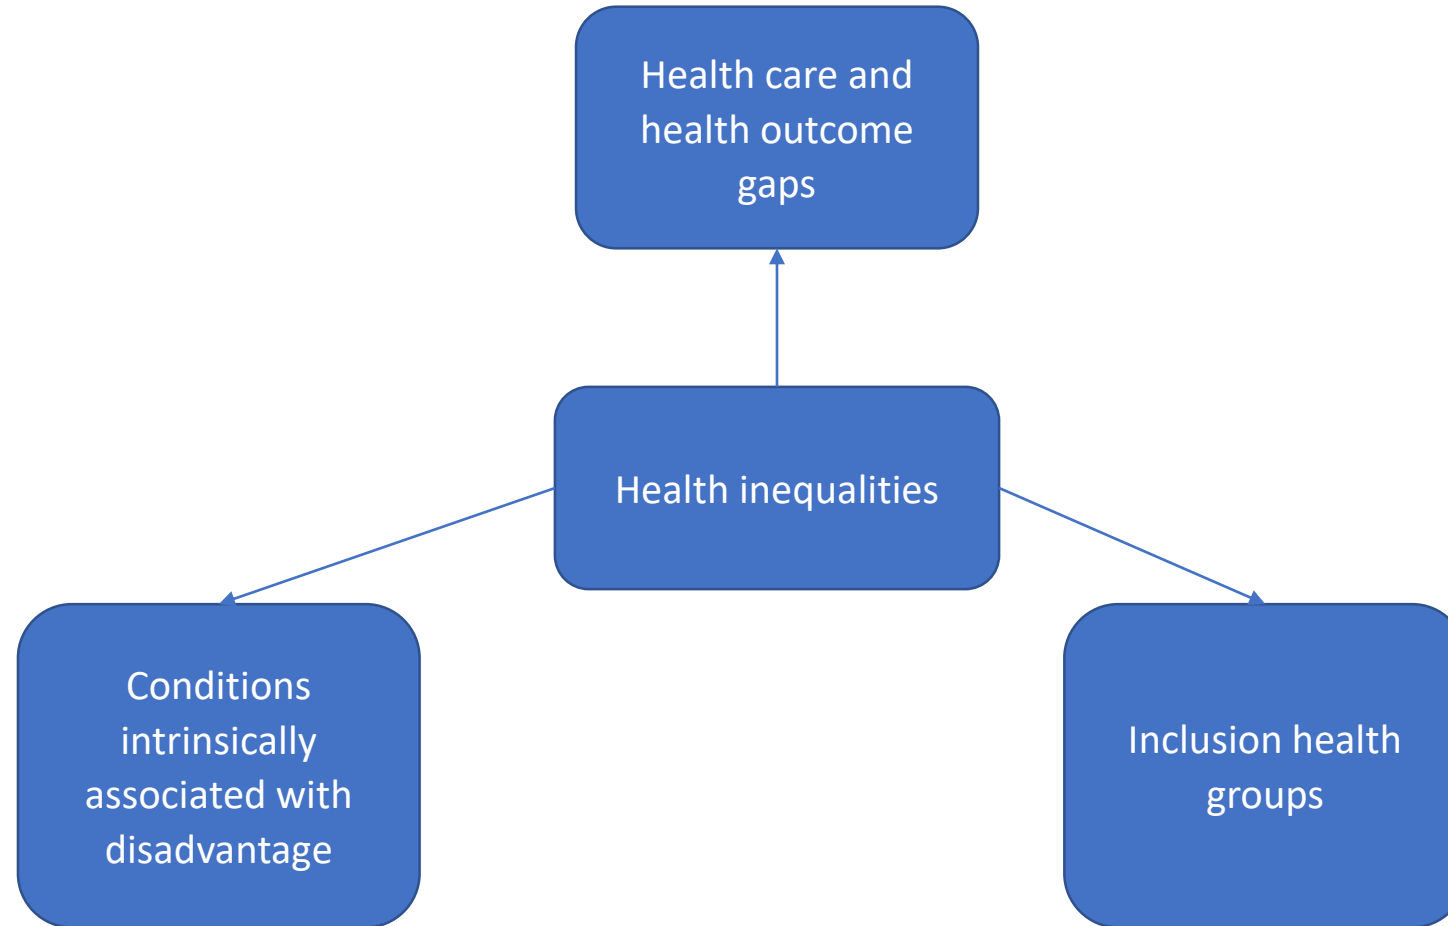 Health care and
health outcome
gaps
Health inequalities
Conditions
intrinsically
associated with
disadvantage
Inclusion health
groups